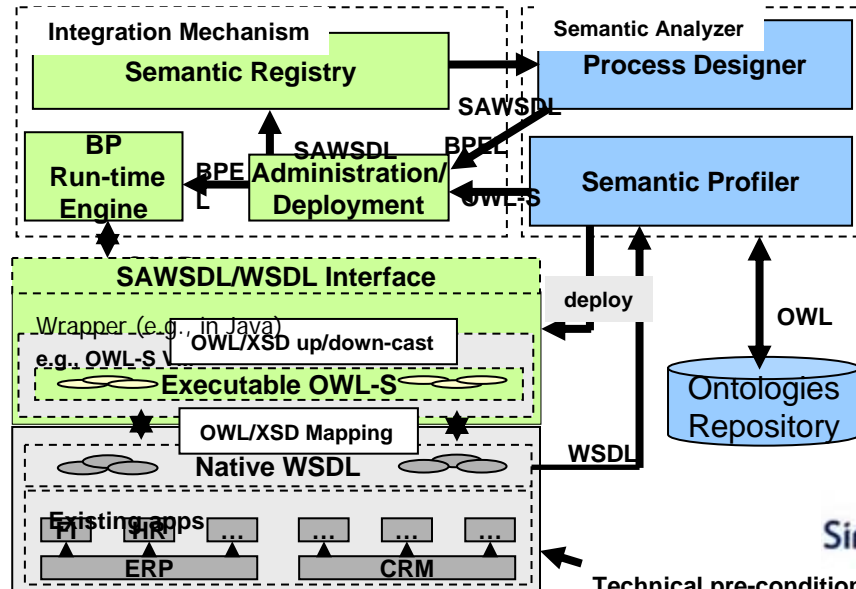 Integration Mechanism
Semantic Analyzer
Semantic Registry
Process Designer
SAWSDL
BP
Run-time
Engine
BPE
L
SAWSDL
Administration/
Deployment
BPEL
OWL-S
Semantic Profiler
SAWSDL/WSDL Interface
deploy
OWL
Wrapper (e.g., in Java)
OWL/XSD up/down-cast
e.g., OWL-S
Executable OWL-S
Ontologies
Repository
OWL/XSD Mapping
Native WSDL
WSDL
Existing apps
FI
HR
...
...
...
...
ERP
CRM
Technical pre-condition